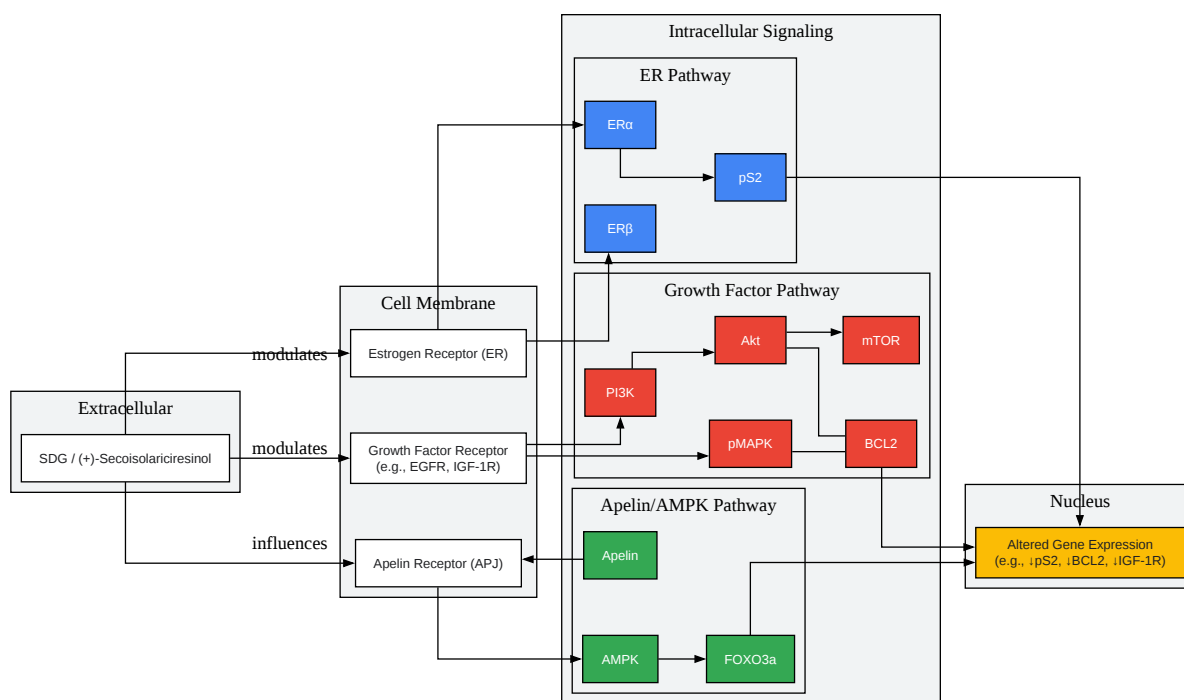 Intracellular Signaling
ER Pathway
ERα
pS2
ERβ
Growth Factor Pathway
Akt
mTOR
PI3K
pMAPK
BCL2
Cell Membrane
Estrogen Receptor (ER)
modulates
Extracellular
SDG / (+)-Secoisolariciresinol
modulates
Growth Factor Receptor
(e.g., EGFR, IGF-1R)
influences
Apelin Receptor (APJ)
Apelin/AMPK Pathway
Apelin
AMPK
FOXO3a
Nucleus
Altered Gene Expression
(e.g., ↓pS2, ↓BCL2, ↓IGF-1R)